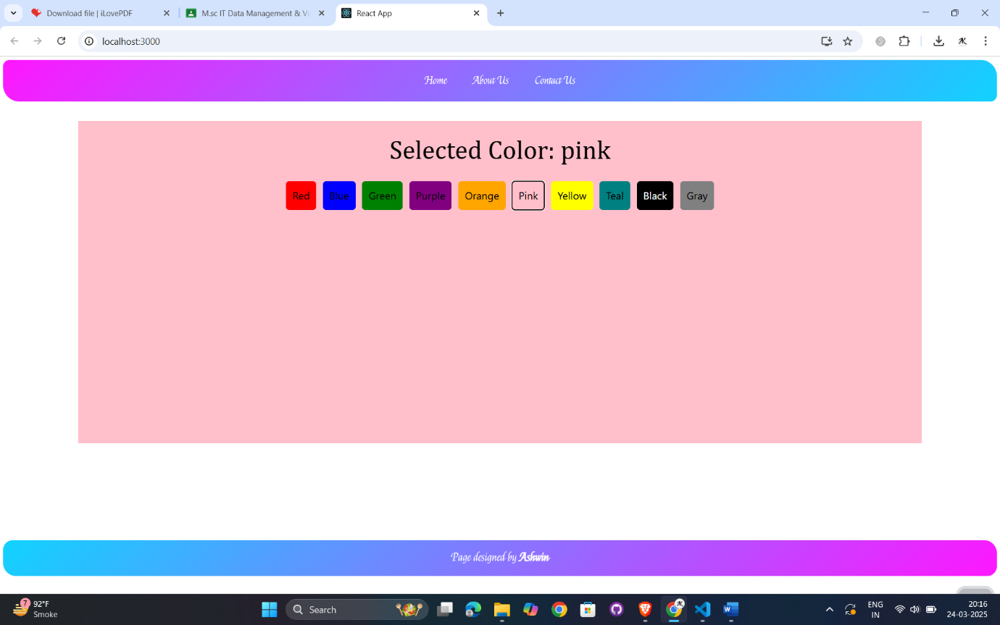 Download file | iLovePDF
M.sc IT Data Management & Vi
React App
localhost:3000
Home About Us Contact Us
Selected Color: pink
Red Blue Green Purple Orange Pink Yellow Teal Black Gray
Page designed by Ashwin
7
92°F
Smoke
Search
ENG
IN
20:16
24-03-2025